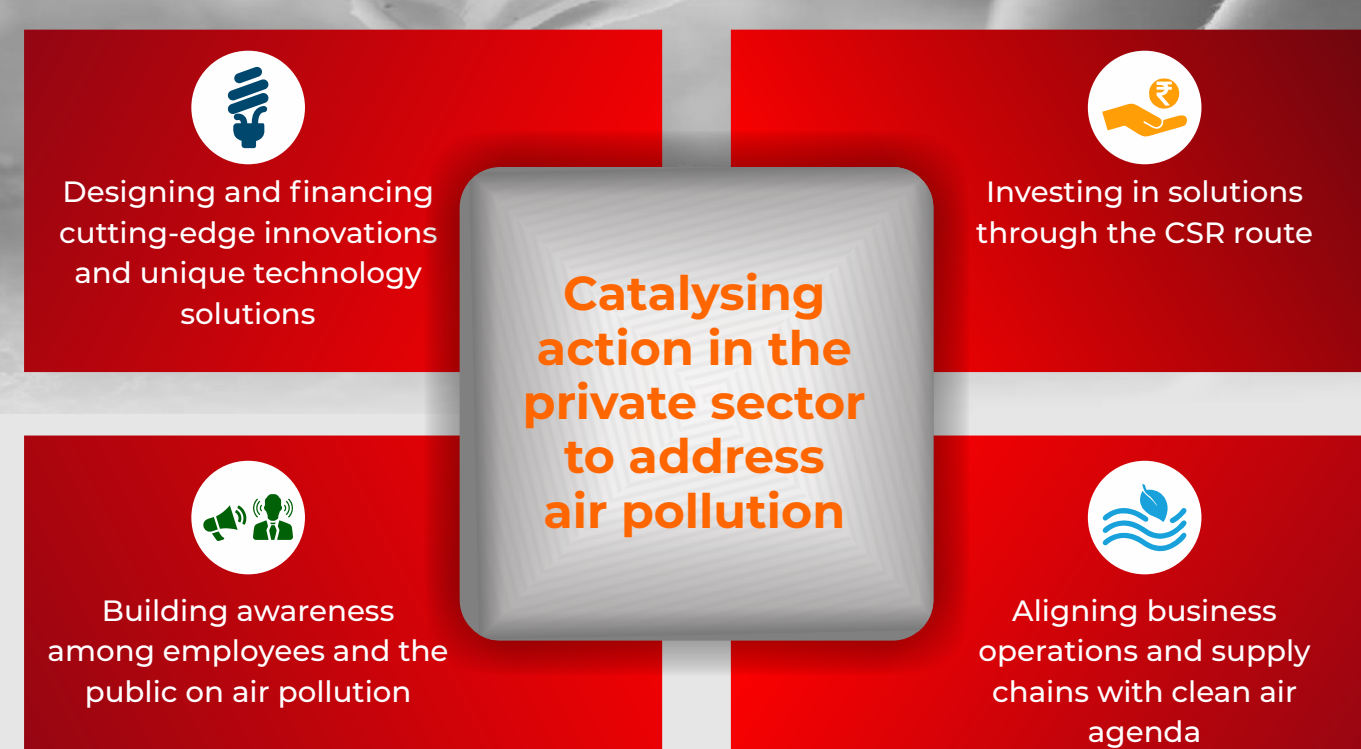 Designing and financing
cutting-edge innovations
and unique technology
solutions
₹
Investing in solutions
through the CSR route
Catalysing
action in the
private sector
to address
air pollution
Building awareness
among employees and the
public on air pollution
Aligning business
operations and supply
chains with clean air
agenda